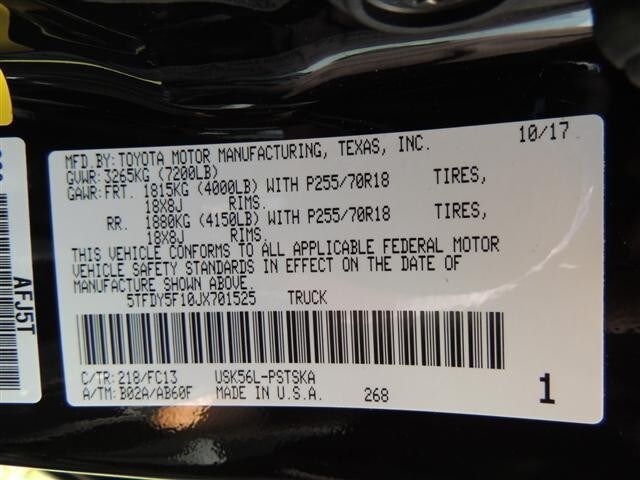 10/17
MFD.BY:TOYOTA MOTOR MANUFACTURING, TEXAS, INC.
GVWR:3265KG (7200LB)
GAWR:FRT. 1815KG (4000LB) WITH P255/70R18 TIRES,
18X8J RIMS.
RR. 1880KG (4150LB) WITH P255/70R18 TIRES,
18X8J RIMS.
THIS VEHICLE CONFORMS TO ALL APPLICABLE FEDERAL MOTOR
VEHICLE SAFETY STANDARDS IN EFFECT ON THE DATE OF
MANUFACTURE SHOWN ABOVE.
5TFDY5F10JX701525 TRUCK
C/TR:218/FC13 USK56L-PSTSKA
A/TM:B02A/AB60F MADE IN U.S.A. 268 1
AFJ5T